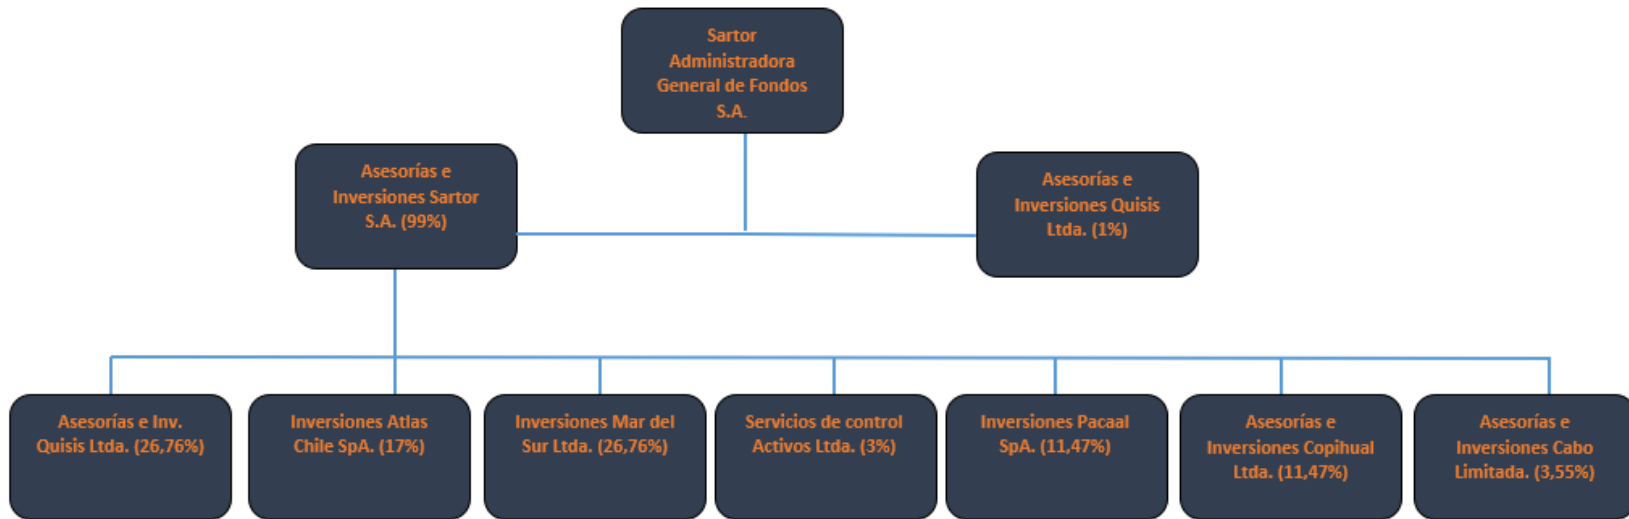 Sartor
Administradora
General de Fondos
S.A.
Asesorías e
Inversiones Sartor
S.A. (99%)
Asesorías e
Inversiones Quisis
Ltda. (1%)
Asesorías e Inv.
Quisis Ltda. (26,76%)
Inversiones Atlas
Chile SpA. (17%)
Inversiones Mar del
Sur Ltda. (26,76%)
Servicios de control
Activos Ltda. (3%)
Inversiones Pacaal
SpA. (11,47%)
Asesorías e
Inversiones Copihual
Ltda. (11,47%)
Asesorías e
Inversiones Cabo
Limitada. (3,55%)